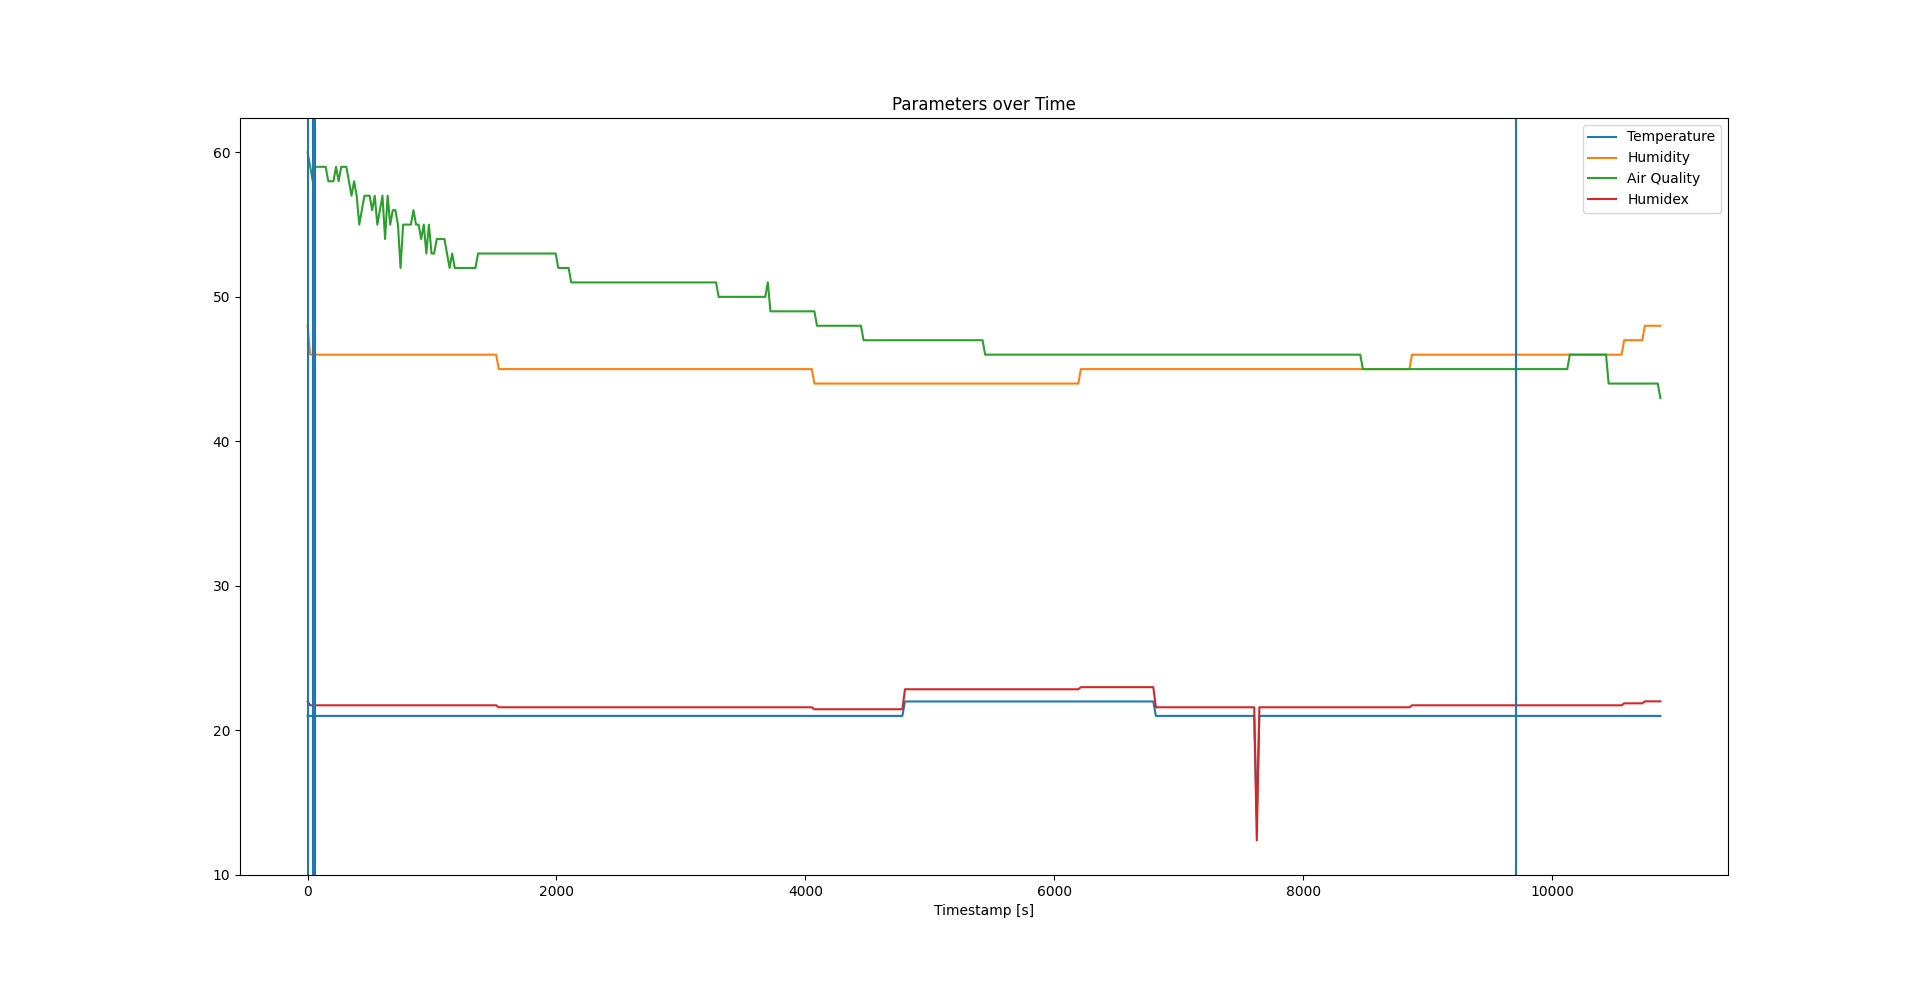 Parameters over Time
Temperature
Humidity
Air Quality
Humidex
60
50
40
30
20
10
0 2000 4000 6000 8000 10000
Timestamp [s]